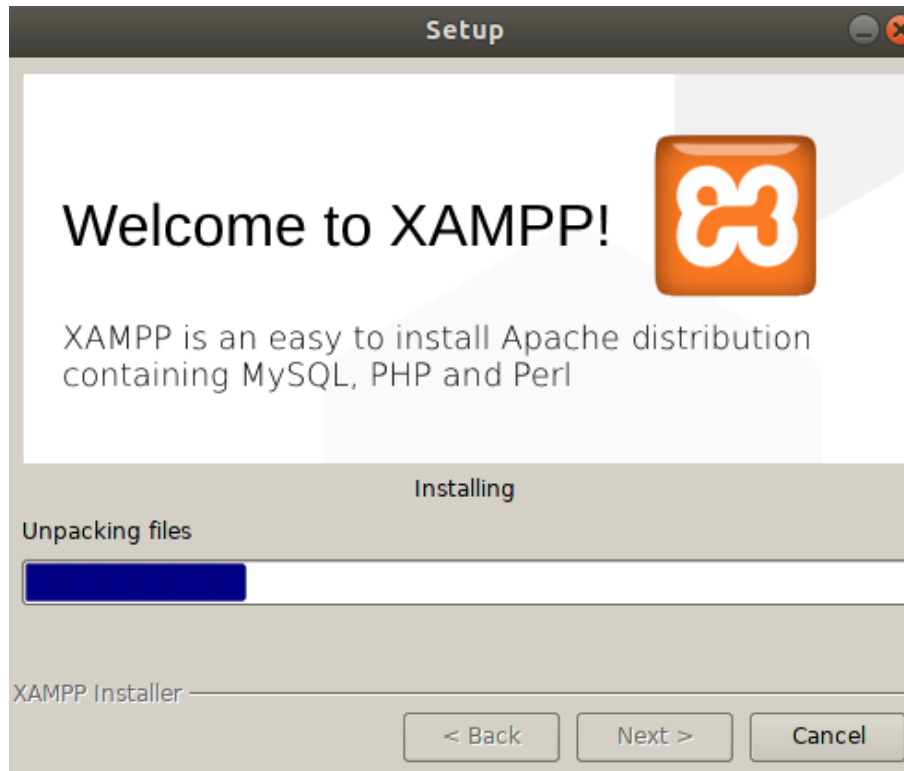 Setup
Welcome to XAMPP!
XAMPP is an easy to install Apache distribution
containing MySQL, PHP and Perl
Installing
Unpacking files
XAMPP Installer
< Back Next > Cancel